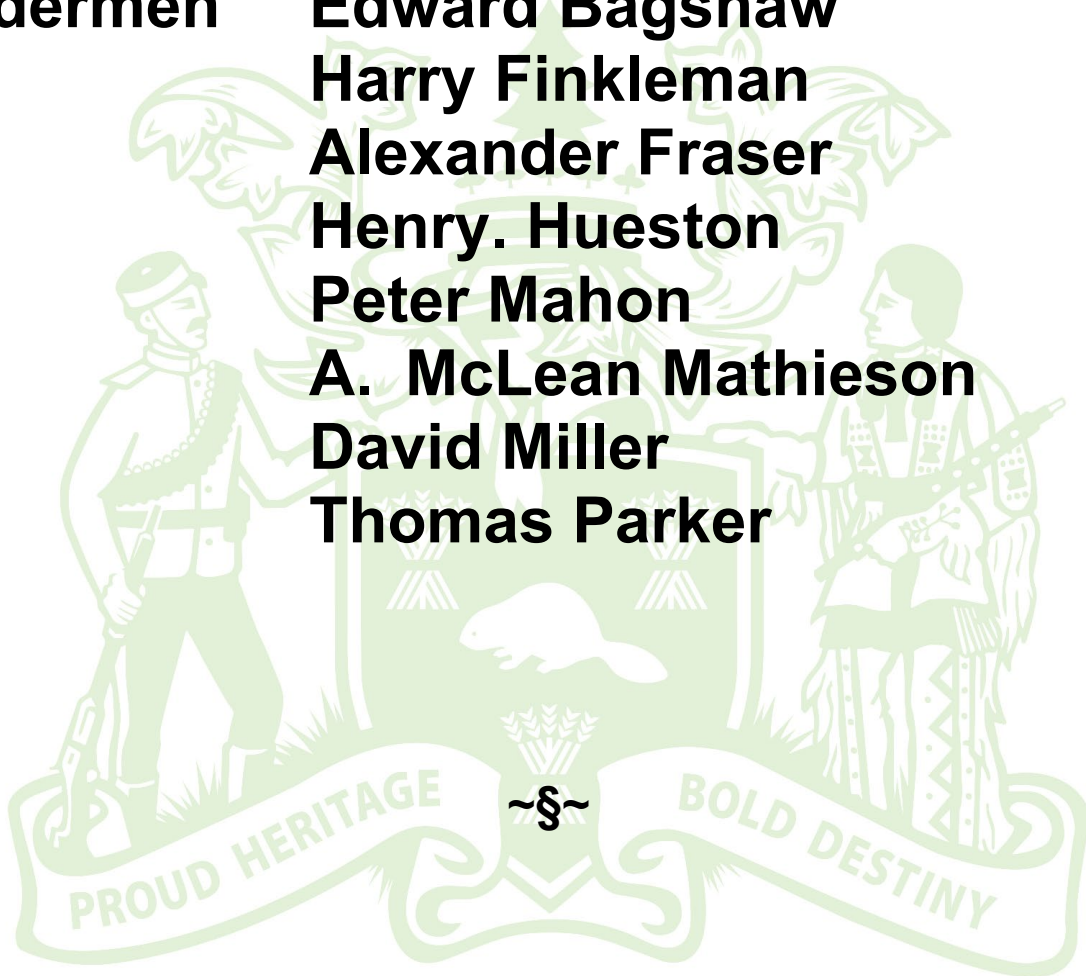 dermen Edward Bagshaw
Harry Finkleman
Alexander Fraser
Henry. Hueston
Peter Mahon
A. McLean Mathieson
David Miller
Thomas Parker
~§~
PROUD HERITAGE BOLD DESTINY